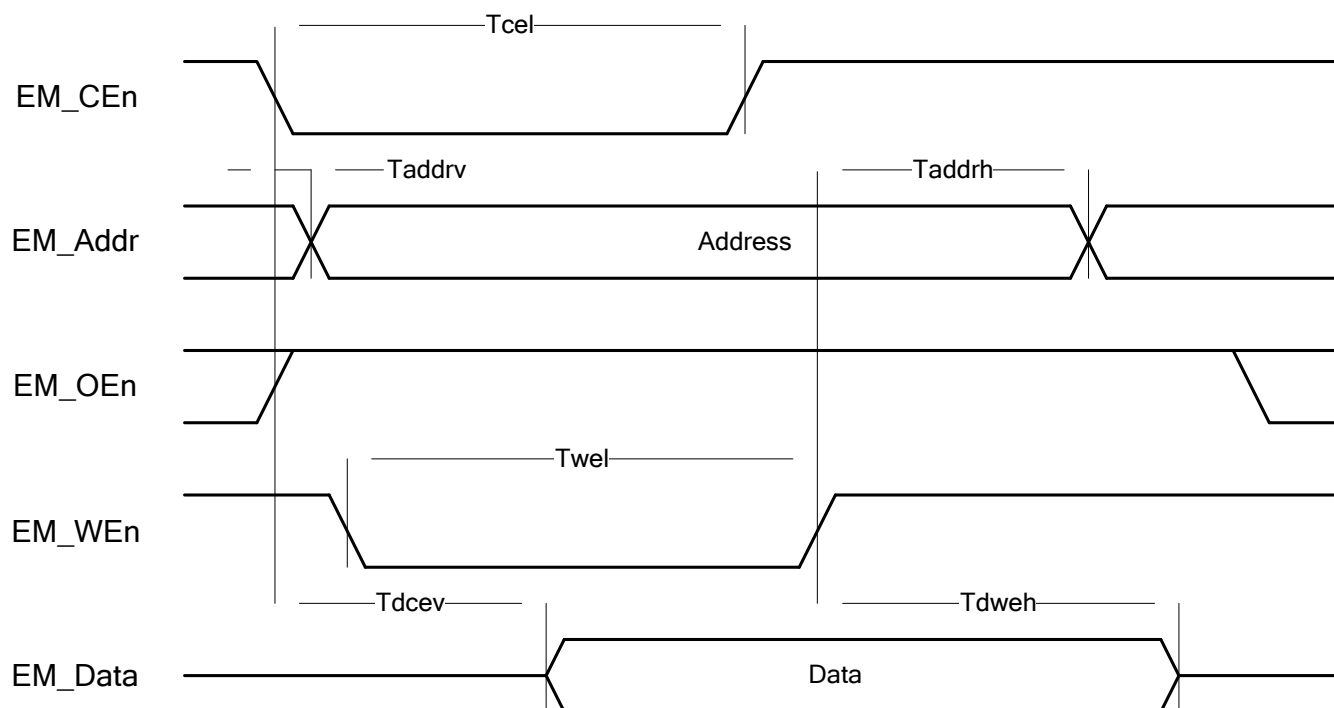 Tcel
EM_CEn
Taddrv Taddrh
EM_Addr Address
EM_OEn
Twel
EM_WEn
Tdcev Tdweh
EM_Data Data